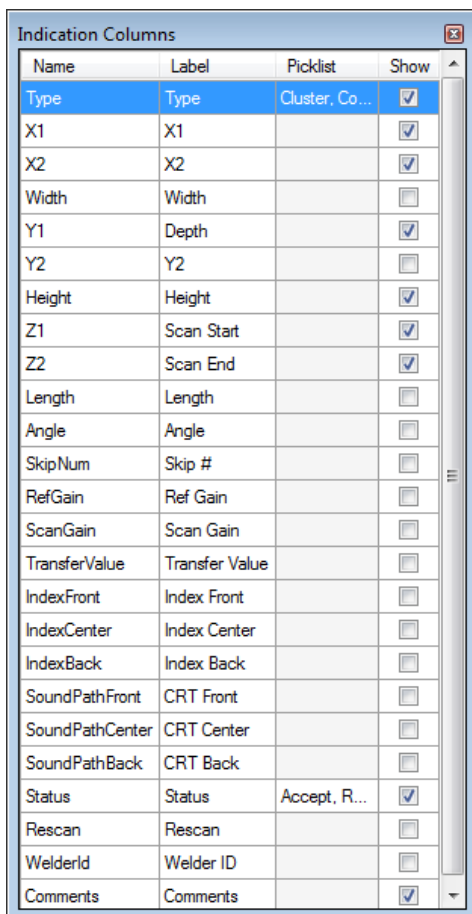 Indication Columns
Name Label Picklist Show
Type Type Cluster, Co...
X1 X1
X2 X2
Width Width
Y1 Depth
Y2 Y2
Height Height
Z1 Scan Start
Z2 Scan End
Length Length
Angle Angle
SkipNum Skip #
RefGain Ref Gain
ScanGain Scan Gain
TransferValue Transfer Value
IndexFront Index Front
IndexCenter Index Center
IndexBack Index Back
SoundPathFront CRT Front
SoundPathCenter CRT Center
SoundPathBack CRT Back
Status Status Accept, R...
Rescan Rescan
WelderId Welder ID
Comments Comments